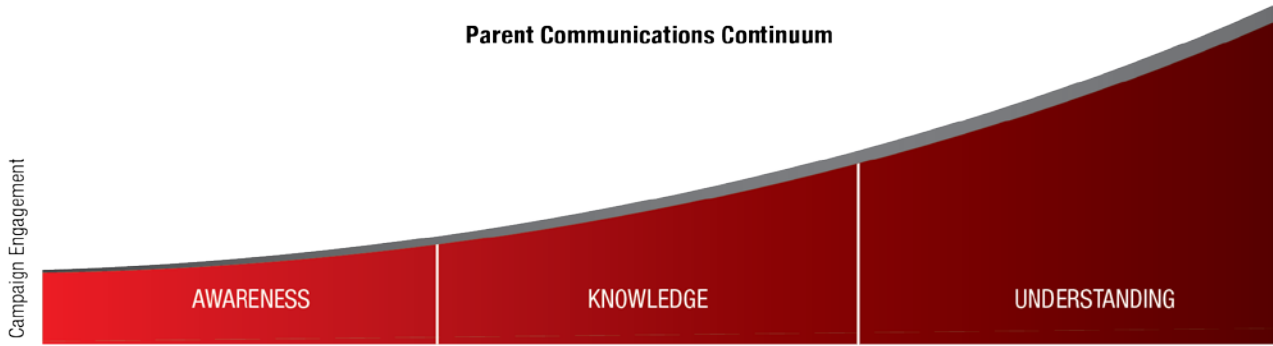 Parent Communications Continuum
Campaign Engagement
AWARENESS
KNOWLEDGE
UNDERSTANDING